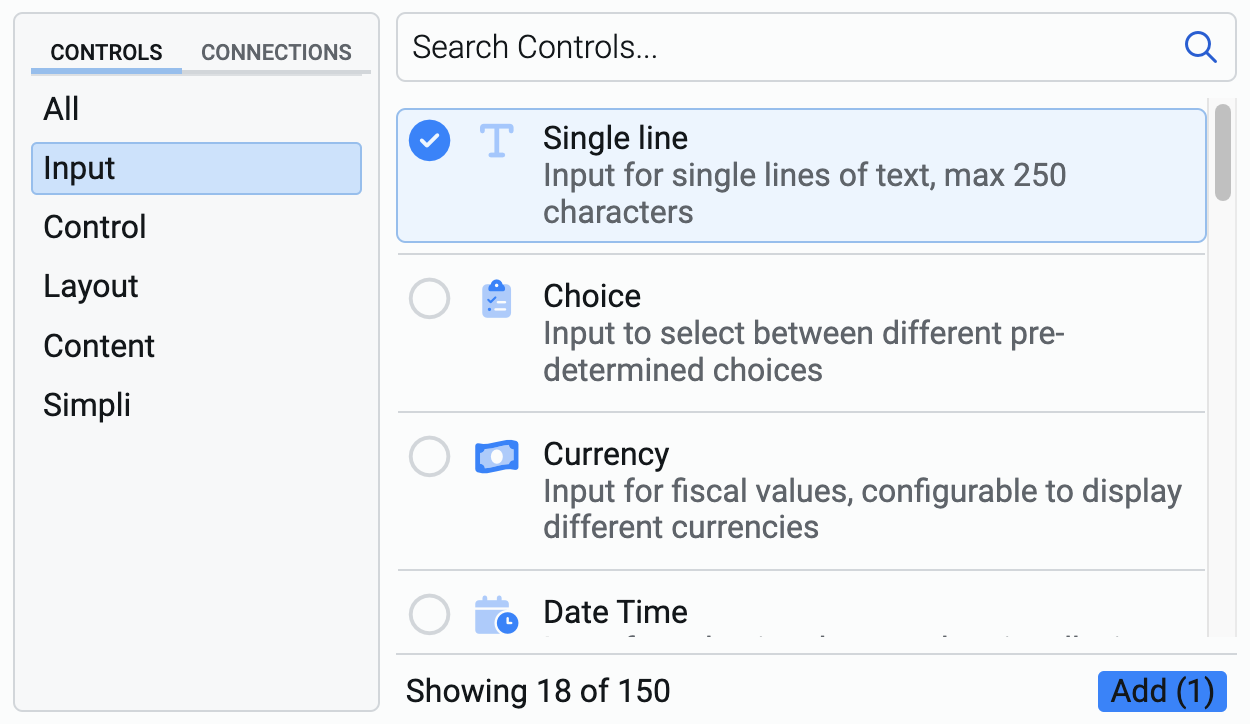 CONTROLS CONNECTIONS
All
Input
Control
Layout
Content
Simpli
Search Controls...
Single line
Input for single lines of text, max 250
characters
Choice
Input to select between different pre-
determined choices
Currency
Input for fiscal values, configurable to display
different currencies
Date Time
Showing 18 of 150
Add (1)